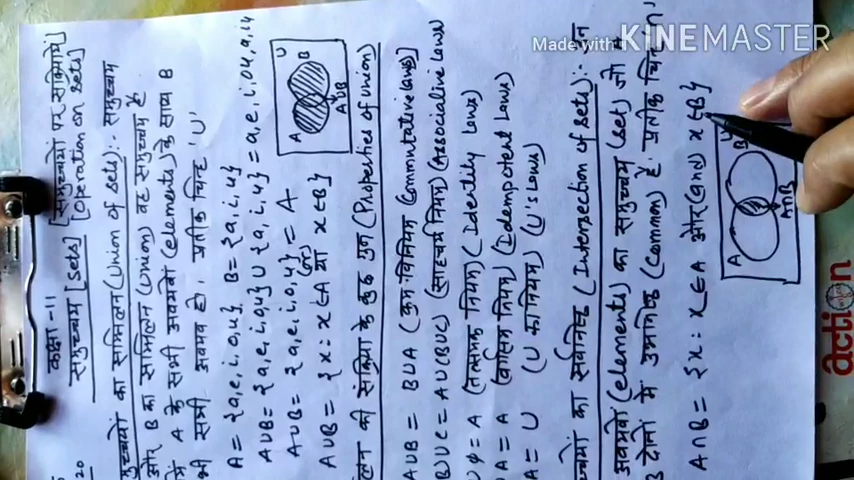 कक्षा -11
समुच्चय [Sets] [समुच्चयों पर संक्रियायें]
[Operation on sets]
20
मुच्चयों का सम्मिलन (Union of sets) :- समुच्चय
और B का सम्मिलन (Union) वह समुच्चय है
में A के सभी अवयवों (elements) के साथ B
भी सभी अवयव हो। प्रतीक चिन्ह 'U'
A = {a, e, i, o, u} B = {a, i, u}
A∪B = {a, e, i, o, u} ∪ {a, i, u} = a, e, i, o u, a, i u
A∪B = {a, e, i, o, u} = A
A∪B = {x : x ∈ A या (or) x ∈ B}
U
A B
A∪B
लन की संक्रिया के कुछ गुण (Properties of Union)
A∪B = B∪A (क्रम विनिमय Commutative laws)
B)∪C = A∪(B∪C) (साहचर्य नियम) (Associative Laws)
∪φ = A (तत्समक नियम) (Identity Laws)
∪A = A (वर्गसम नियम) (Idempotent Laws)
∪A = U (U का नियम) (U's Laws)
च्चयों का सर्वनिष्ठ (Intersection of sets) :-
अवयवों (elements) का समुच्चय (set) जो
B दोनों में उभयनिष्ठ (Common) है. प्रतीक चिन्ह
A∩B = {x : x ∈ A और (and) x ∈ B}
U
A B
A∩B
Made with KINEMASTER
action